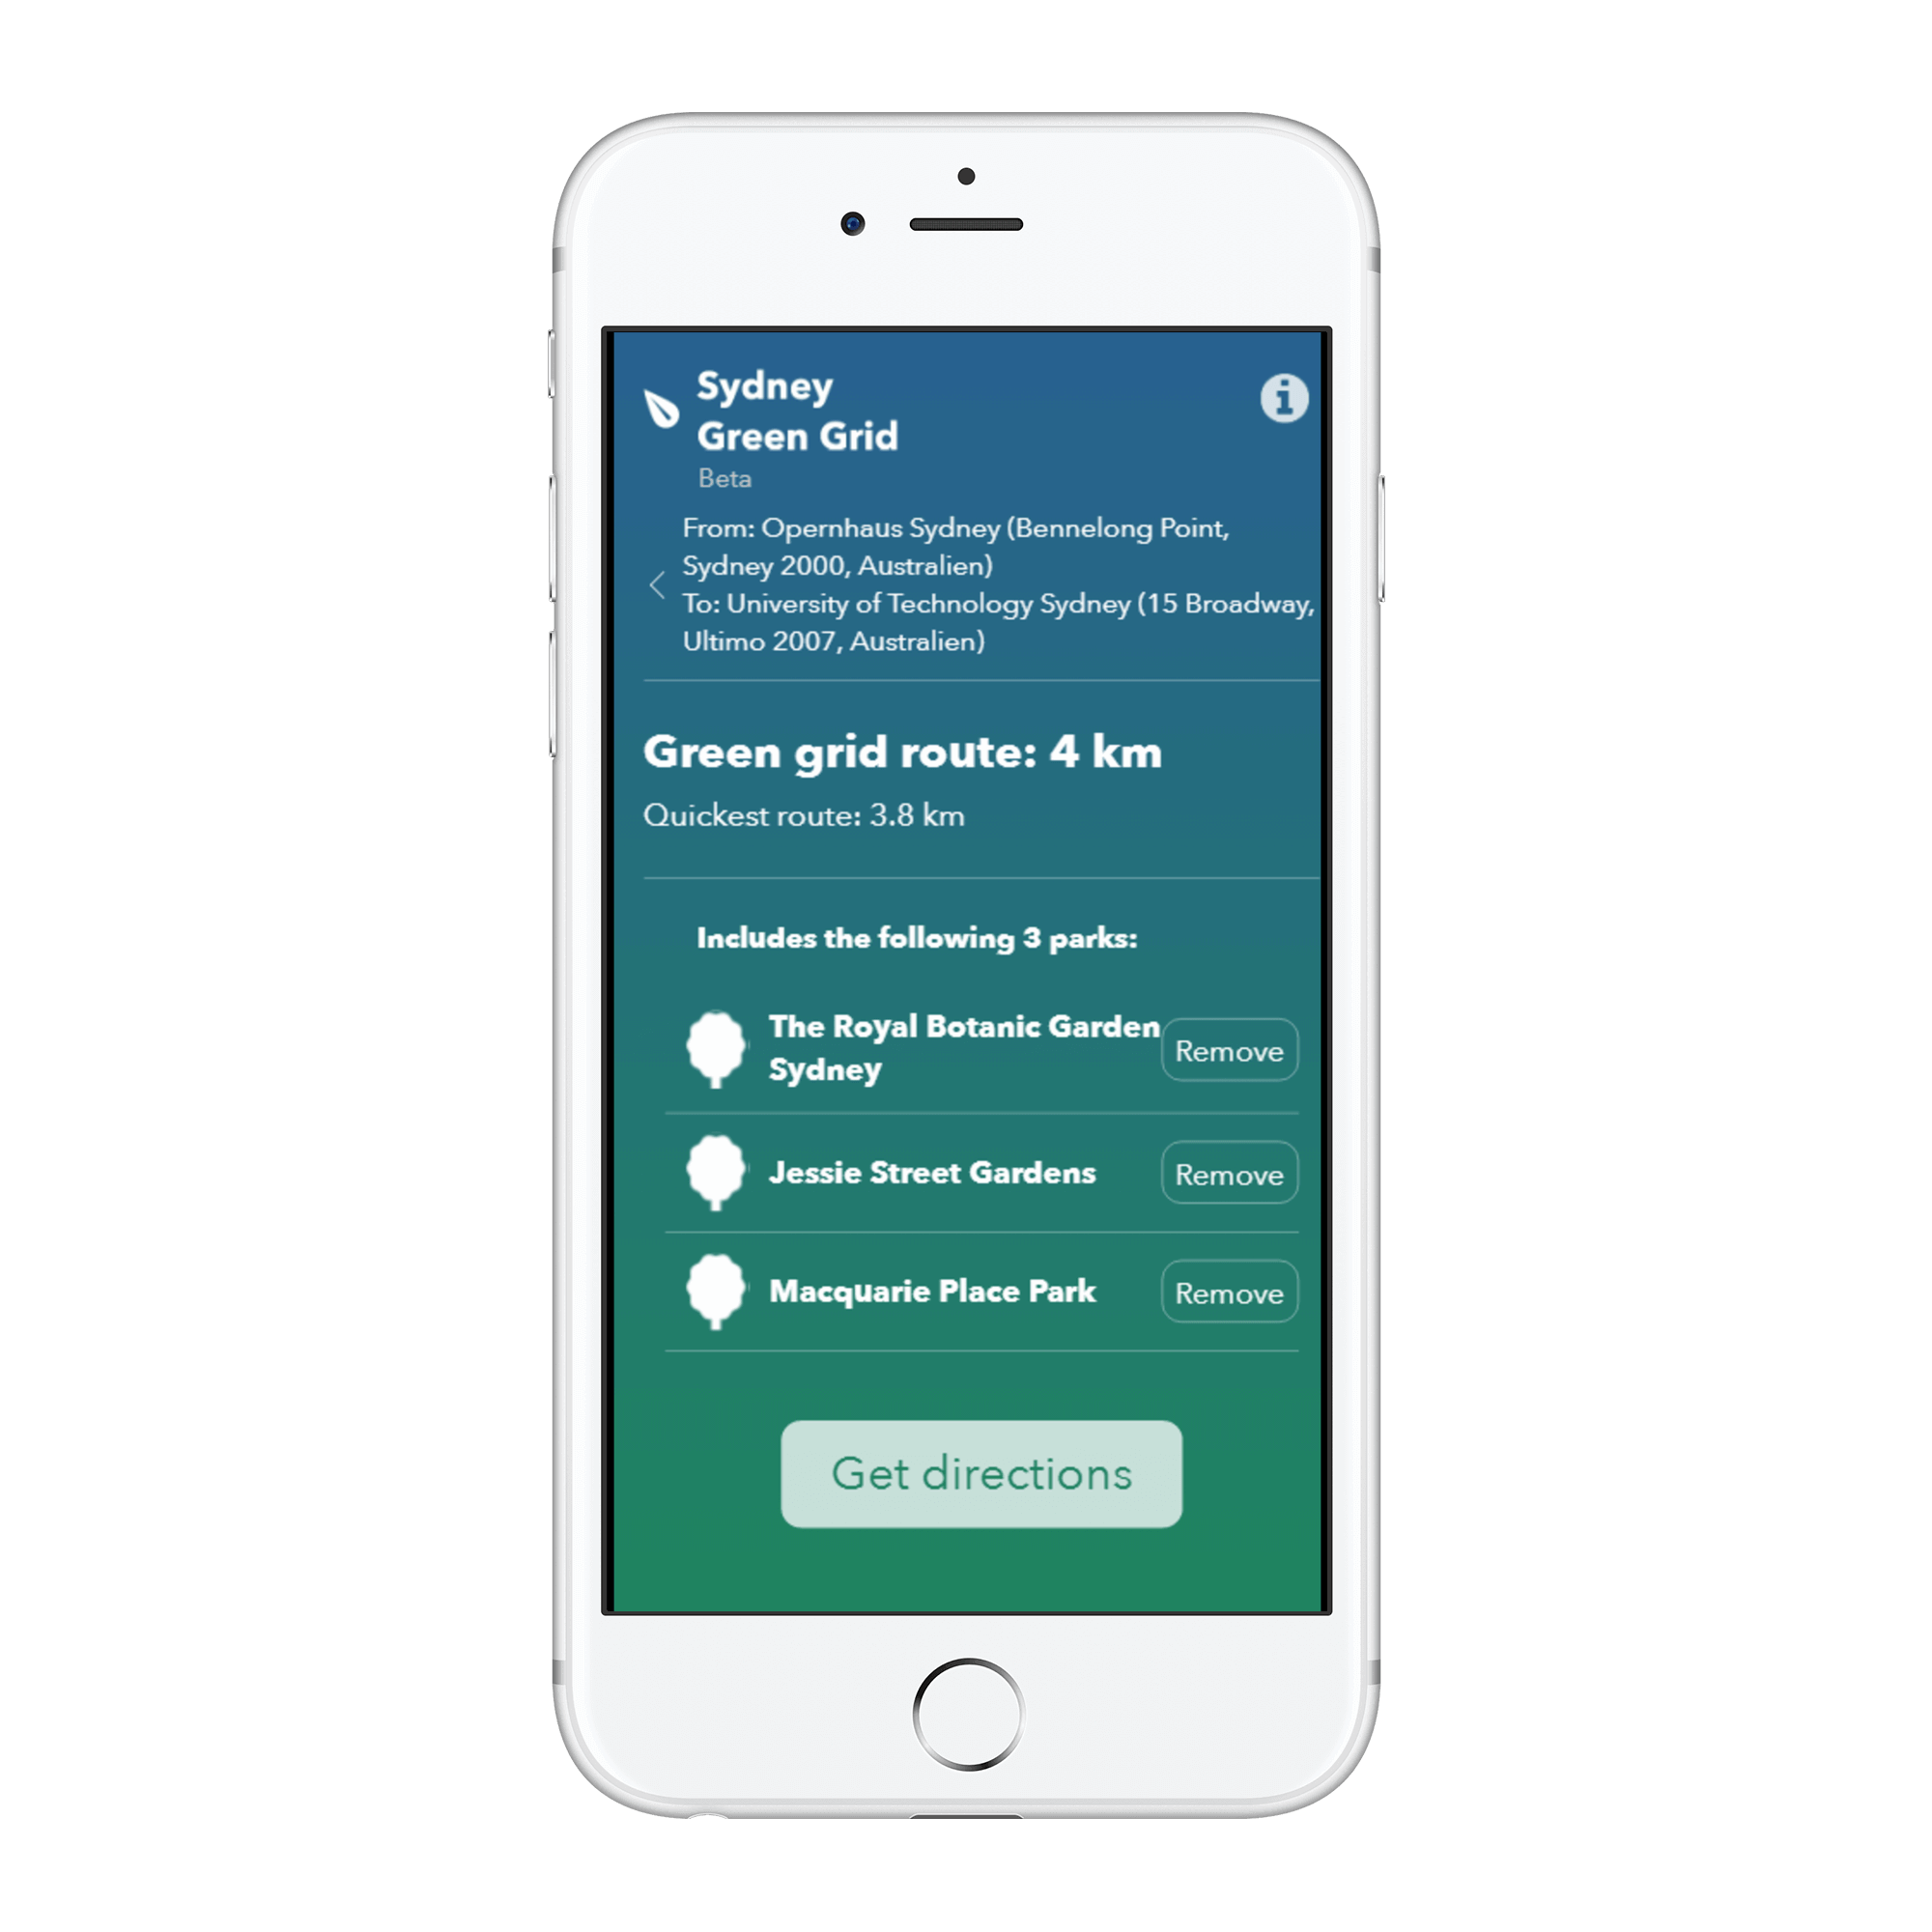 Sydney
Green Grid
Beta
From: Opernhaus Sydney (Bennelong Point,
Sydney 2000, Australien)
To: University of Technology Sydney (15 Broadway,
Ultimo 2007, Australien)
Green grid route: 4 km
Quickest route: 3.8 km
Includes the following 3 parks:
The Royal Botanic Garden
Sydney
Remove
Jessie Street Gardens
Remove
Macquarie Place Park
Remove
Get directions